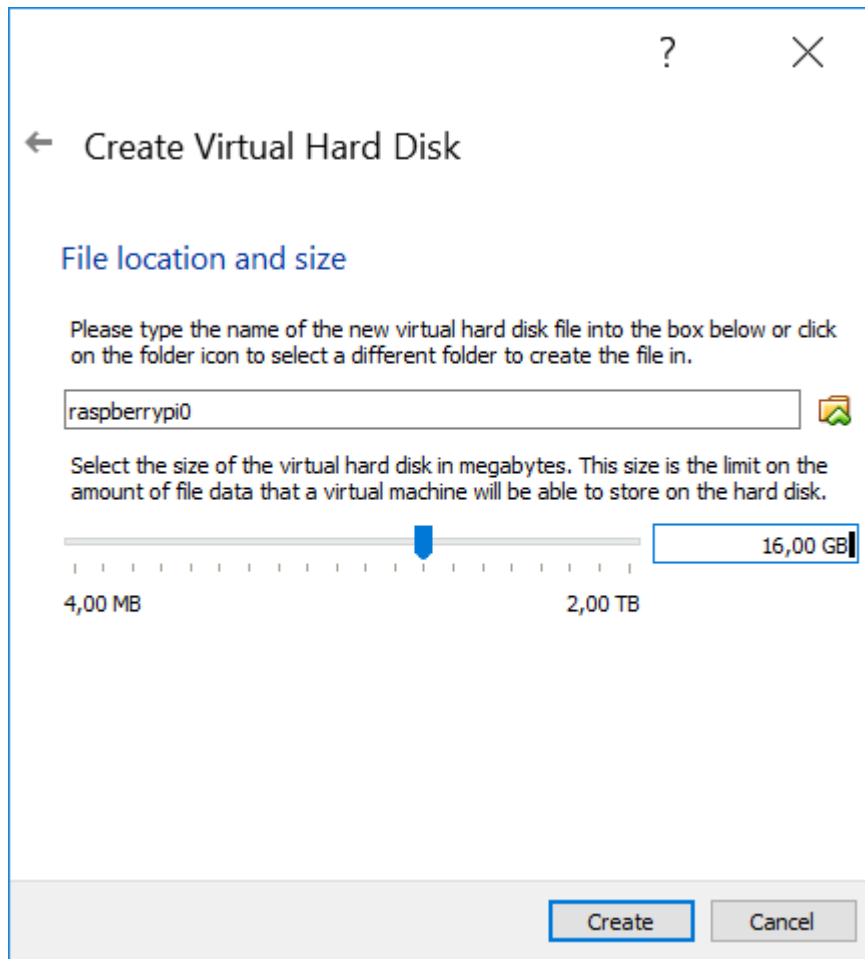 ?
Create Virtual Hard Disk
File location and size
Please type the name of the new virtual hard disk file into the box below or click
on the folder icon to select a different folder to create the file in.
raspberrypi0
Select the size of the virtual hard disk in megabytes. This size is the limit on the
amount of file data that a virtual machine will be able to store on the hard disk.
16,00 GB
4,00 MB 2,00 TB
Create Cancel